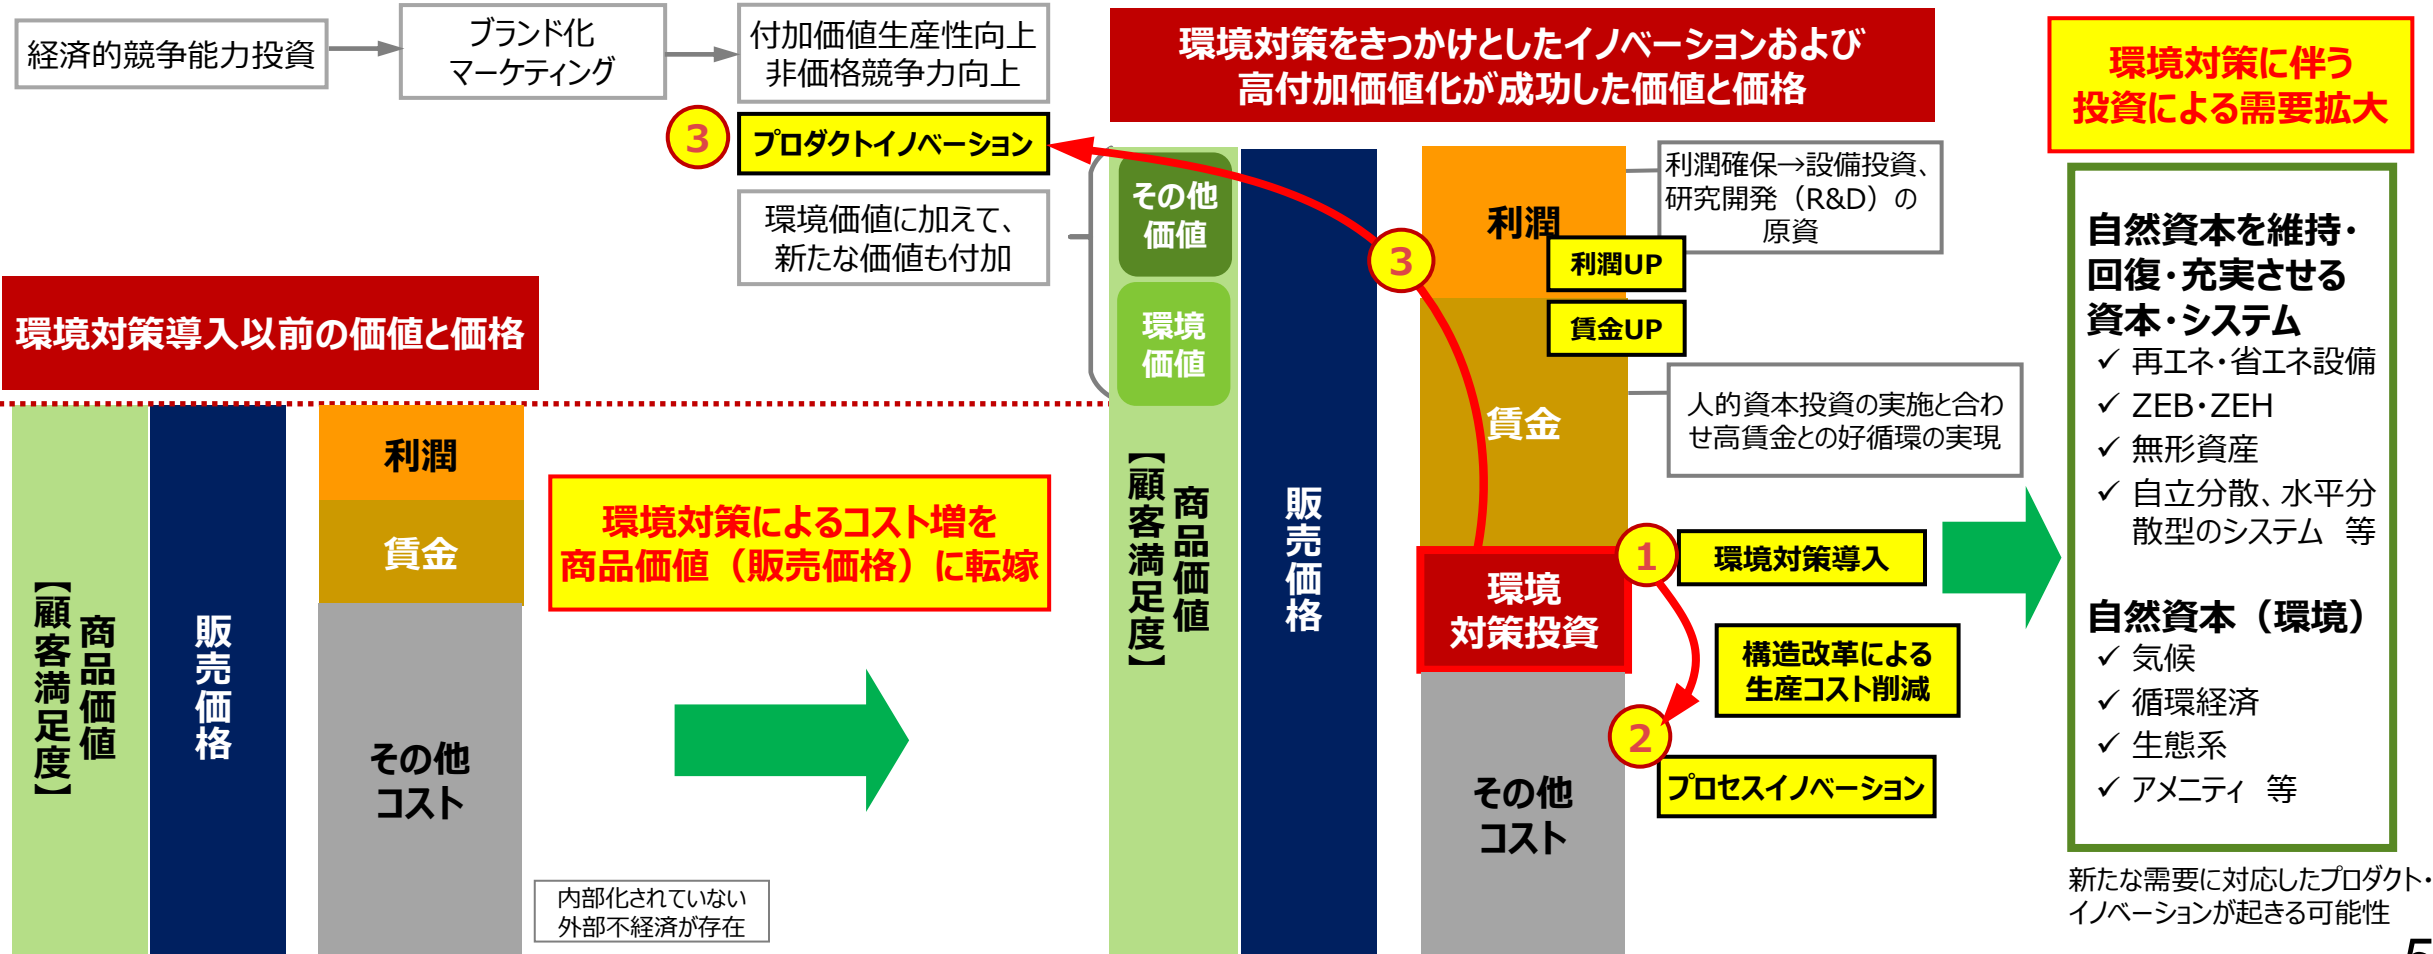 経済的競争能力投資
ブランド化
マーケティング
付加価値生産性向上
非価格競争力向上
3
プロダクトイノベーション
環境価値に加えて、
新たな価値も付加
環境対策導入以前の価値と価格
商品価値
【顧客満足度】
販売価格
利潤
賃金
その他
コスト
内部化されていない
外部不経済が存在
環境対策によるコスト増を
商品価値（販売価格）に転嫁
環境対策をきっかけとしたイノベーションおよび
高付加価値化が成功した価値と価格
その他
価値
環境
価値
商品価値
【顧客満足度】
販売価格
利潤
3
利潤確保→設備投資、
研究開発（R&D）の
原資
利潤UP
賃金UP
賃金
人的資本投資の実施と合わ
せ高賃金との好循環の実現
1
環境対策導入
環境
対策投資
構造改革による
生産コスト削減
2
プロセスイノベーション
その他
コスト
環境対策に伴う
投資による需要拡大
自然資本を維持・
回復・充実させる
資本・システム
✓ 再エネ・省エネ設備
✓ ZEB・ZEH
✓ 無形資産
✓ 自立分散、水平分
散型のシステム　等
自然資本（環境）
✓ 気候
✓ 循環経済
✓ 生態系
✓ アメニティ　等
新たな需要に対応したプロダクト・
イノベーションが起きる可能性